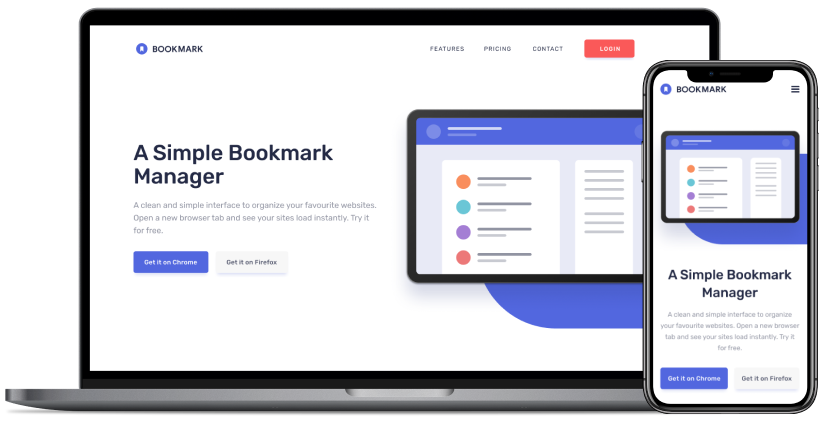 BOOKMARK
FEATURES PRICING CONTACT LOGIN
A Simple Bookmark
Manager
A clean and simple interface to organize your favourite websites.
Open a new browser tab and see your sites load instantly. Try it
for free.
Get it on Chrome Get it on Firefox
BOOKMARK
A Simple Bookmark
Manager
A clean and simple interface to organize
your favourite websites. Open a new browser
tab and see your sites load instantly. Try it
for free.
Get it on Chrome Get it on Firefox